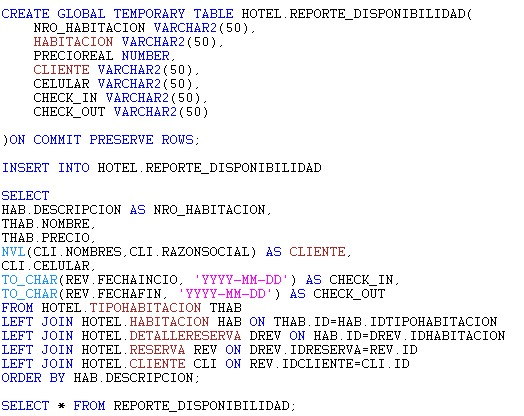 CREATE GLOBAL TEMPORARY TABLE HOTEL.REPORTE_DISPONIBILIDAD(
NRO_HABITACION VARCHAR2(50),
HABITACION VARCHAR2(50),
PRECIOREAL NUMBER,
CLIENTE VARCHAR2(50),
CELULAR VARCHAR2(50),
CHECK_IN VARCHAR2(50),
CHECK_OUT VARCHAR2(50)
)ON COMMIT PRESERVE ROWS;
INSERT INTO HOTEL.REPORTE_DISPONIBILIDAD
SELECT
HAB.DESCRIPCION AS NRO_HABITACION,
THAB.NOMBRE,
THAB.PRECIO,
NVL(CLI.NOMBRES,CLI.RAZONSOCIAL) AS CLIENTE,
CLI.CELULAR,
TO_CHAR(REV.FECHAINCIO, 'YYYY-MM-DD') AS CHECK_IN,
TO_CHAR(REV.FECHAFIN, 'YYYY-MM-DD') AS CHECK_OUT
FROM HOTEL.TIPOHABITACION THAB
LEFT JOIN HOTEL.HABITACION HAB ON THAB.ID=HAB.IDTIPOHABITACION
LEFT JOIN HOTEL.DETALLERESERVA DREV ON HAB.ID=DREV.IDHABITACION
LEFT JOIN HOTEL.RESERVA REV ON DREV.IDRESERVA=REV.ID
LEFT JOIN HOTEL.CLIENTE CLI ON REV.IDCLIENTE=CLI.ID
ORDER BY HAB.DESCRIPCION;
SELECT * FROM REPORTE_DISPONIBILIDAD;